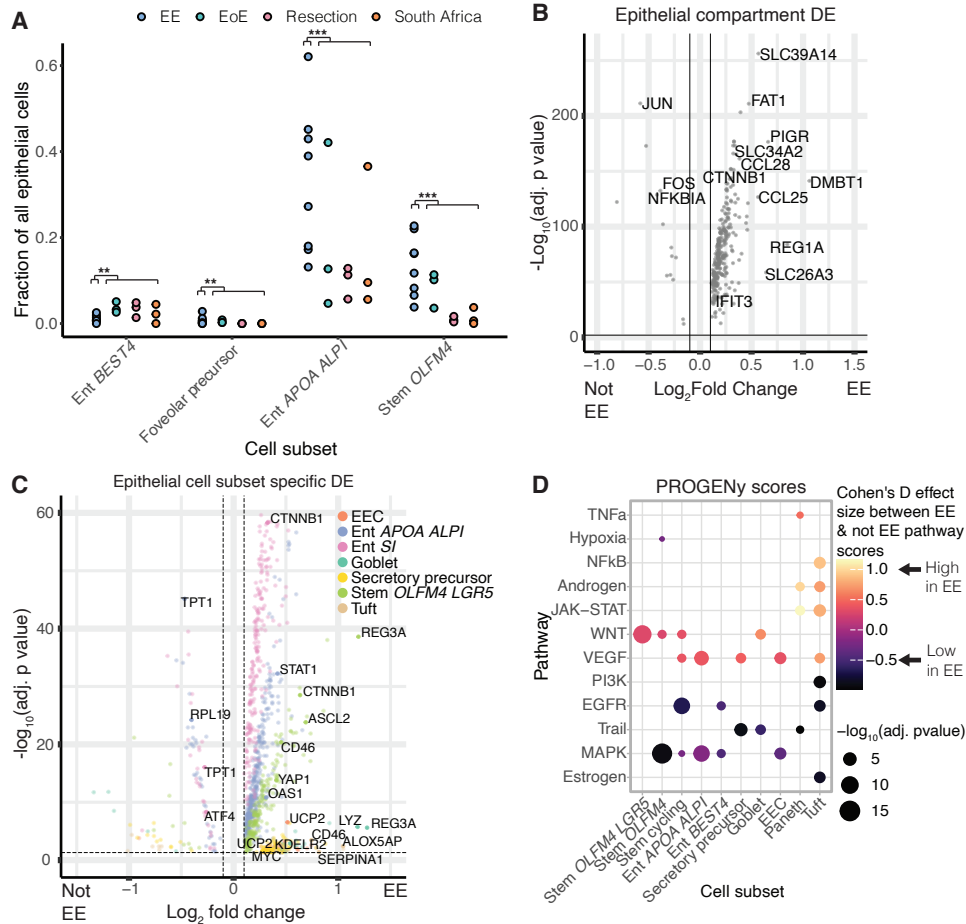 A
EE EoE Resection South Africa
Fraction of all epithelial cells
0.6
0.4
0.2
0.0
***
***
**
**
Ent BEST4
Foveolar precursor
Ent APOA ALPI
Stem OLFM4
Cell subset
B
Epithelial compartment DE
-Log10(adj. p value)
200
100
0
SLC39A14
JUN
FAT1
PIGR
SLC34A2
CCL28
CTNNB1
DMBT1
FOS
NFKBIA
CCL25
REG1A
SLC26A3
IFIT3
−1.0 −0.5 0.0 0.5 1.0 1.5
Not EE
Log2Fold Change
EE
C
Epithelial cell subset specific DE
-log10(adj. p value)
60
40
20
0
CTNNB1
EEC
Ent APOA ALPI
Ent SI
Goblet
Secretory precursor
Stem OLFM4 LGR5
Tuft
TPT1
REG3A
STAT1
CTNNB1
RPL19
ASCL2
CD46
TPT1
YAP1
OAS1
ATF4
UCP2
LYZ
REG3A
CD46
UCP2
KDELR2
ALOX5AP
MYC
SERPINA1
−1 0 1
Not EE
Log2 fold change
EE
D
PROGENy scores
Pathway
TNFa
Hypoxia
NFkB
Androgen
JAK−STAT
WNT
VEGF
PI3K
EGFR
Trail
MAPK
Estrogen
Stem OLFM4 LGR5
Stem OLFM4
Stem cycling
Ent APOA ALPI
Ent BEST4
Secretory precursor
Goblet
EEC
Paneth
Tuft
Cell subset
Cohen's D effect
size between EE
& not EE pathway
scores
1.0
0.5
0.0
−0.5
High
in EE
Low
in EE
−log10(adj. pvalue)
5
10
15